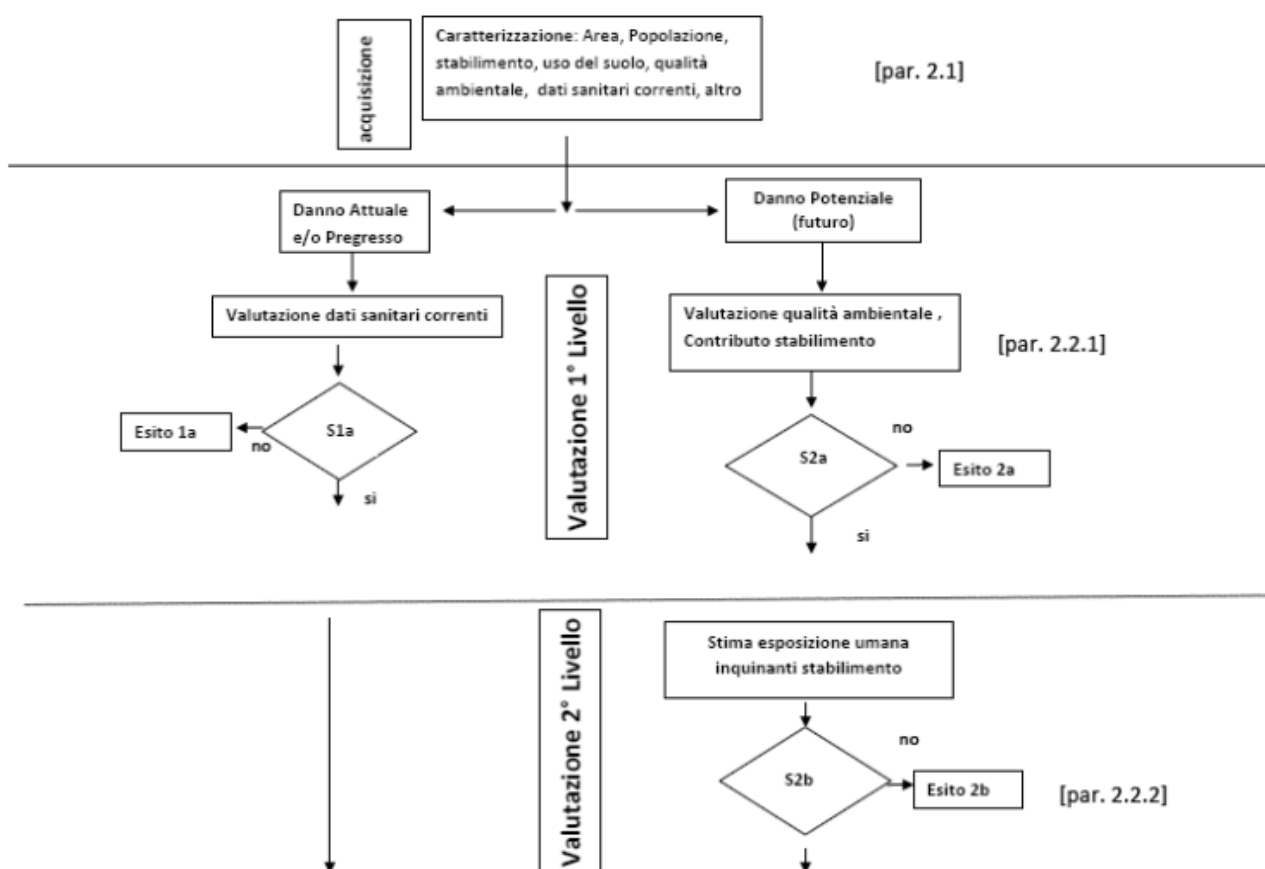 acquisizione
Caratterizzazione: Area, Popolazione,
stabilimento, uso del suolo, qualità
ambientale, dati sanitari correnti, altro
[par. 2.1]
Danno Attuale
e/o Pregresso
Danno Potenziale
(futuro)
Valutazione 1° Livello
Valutazione dati sanitari correnti
Valutazione qualità ambientale ,
Contributo stabilimento
[par. 2.2.1]
Esito 1a
no
S1a
si
S2a
no
Esito 2a
si
Valutazione 2° Livello
Stima esposizione umana
inquinanti stabilimento
S2b
no
Esito 2b
[par. 2.2.2]